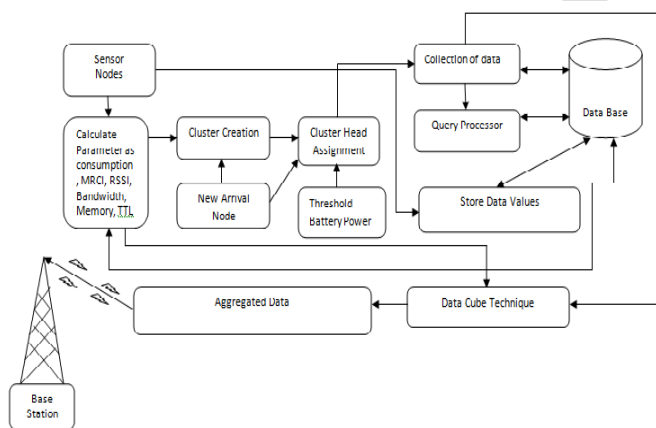 Sensor
Nodes
Collection of data
Data Base
Calculate
Parameter as
consumption
, MRCI, RSSI,
Bandwidth,
Memory, TTL
Cluster Creation
Cluster Head
Assignment
Query Processor
New Arrival
Node
Threshold
Battery Power
Store Data Values
Aggregated Data
Data Cube Technique
Base
Station